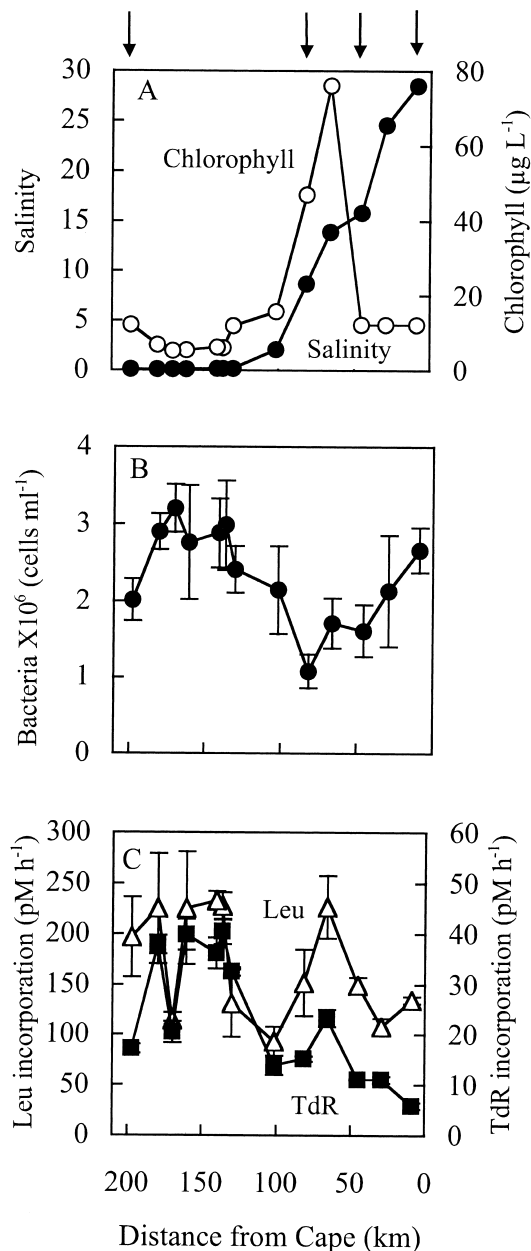 A
30
25
20
15
10
5
0
Salinity
80
60
40
20
0
Chlorophyll (µg L⁻¹)
Chlorophyll
Salinity
B
4
3
2
1
0
Bacteria X10⁶ (cells ml⁻¹)
C
300
250
200
150
100
50
0
Leu incorporation (pM h⁻¹)
60
50
40
30
20
10
0
TdR incorporation (pM h⁻¹)
Leu
TdR
200 150 100 50 0
Distance from Cape (km)